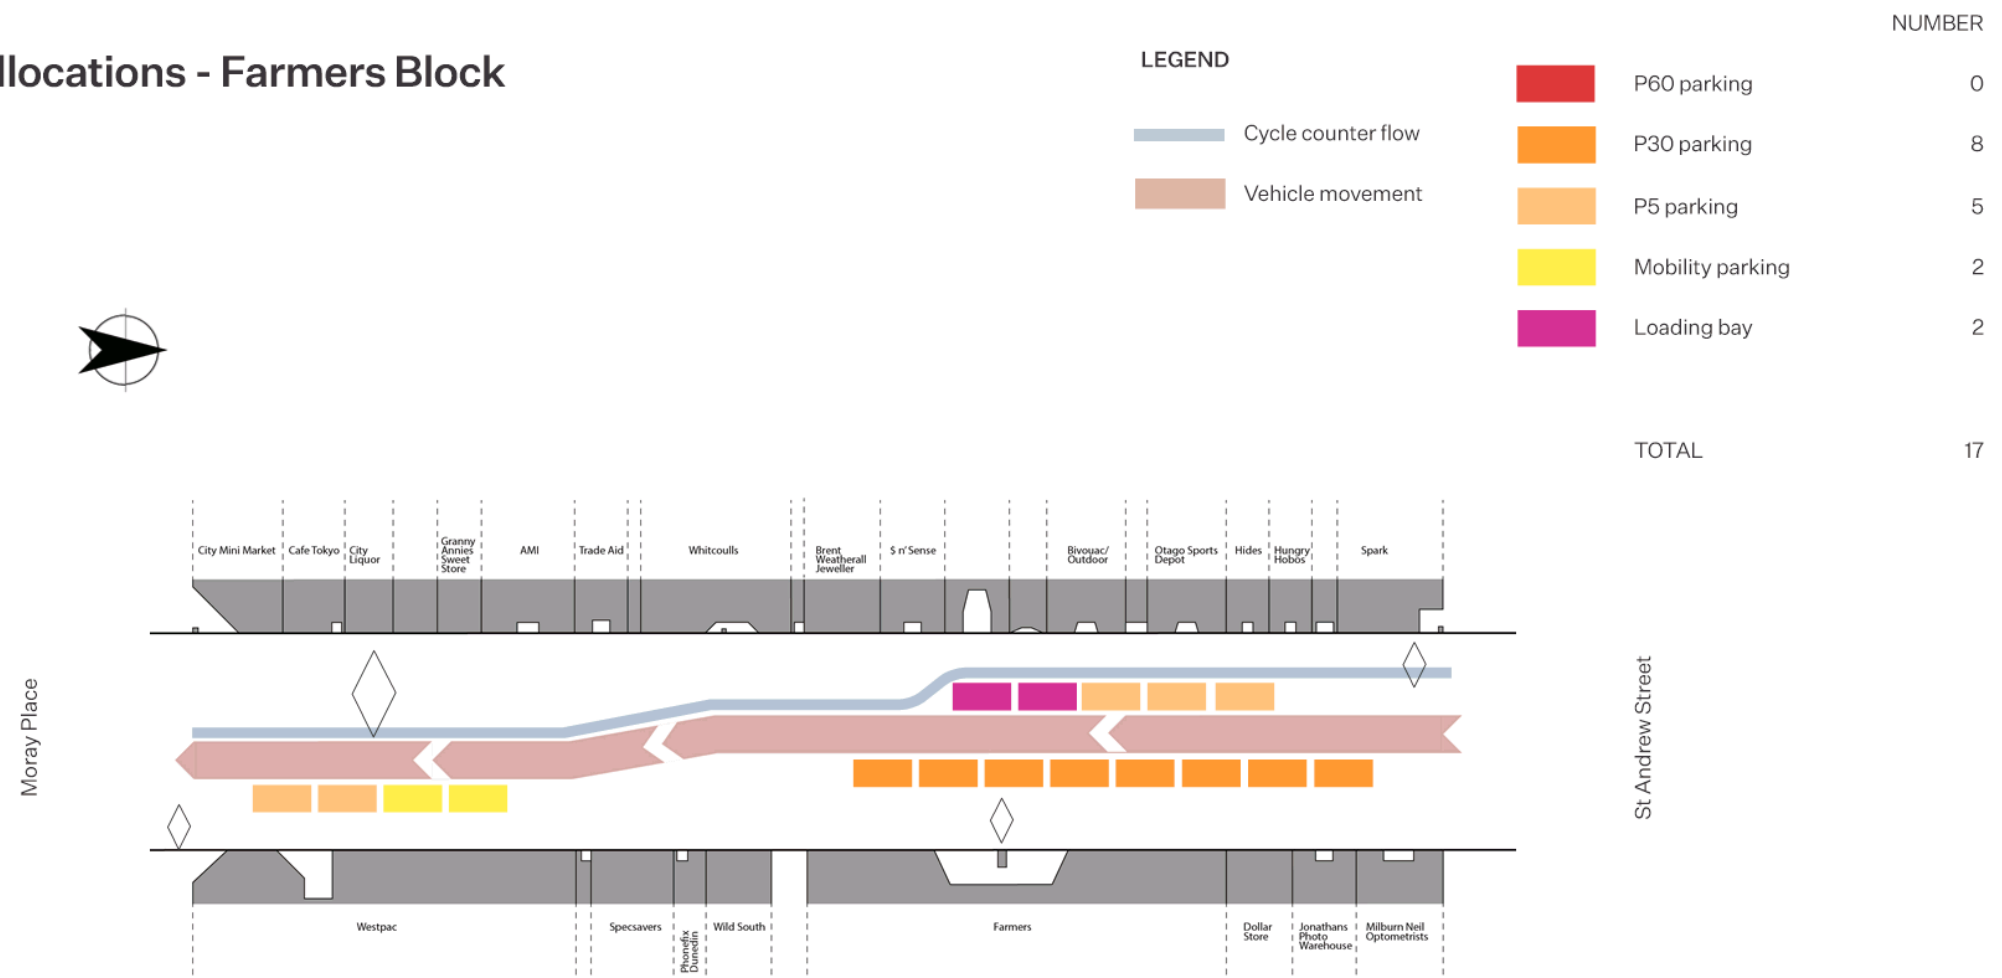 NUMBER
llocations - Farmers Block
LEGEND
Cycle counter flow
Vehicle movement
P60 parking 0
P30 parking 8
P5 parking 5
Mobility parking 2
Loading bay 2
TOTAL 17
City Mini Market
Cafe Tokyo
City
Liquor
Granny
Annies
Sweet
Store
AMI
Trade Aid
Whitcoulls
Brent
Weatherall
Jeweller
$ n' Sense
Bivouac/
Outdoor
Otago Sports
Depot
Hides
Hungry
Hobos
Spark
Moray Place
St Andrew Street
Westpac
Specsavers
Phonefix
Dunedin
Wild South
Farmers
Dollar
Store
Jonathans
Photo
Warehouse
Milburn Neil
Optometrists